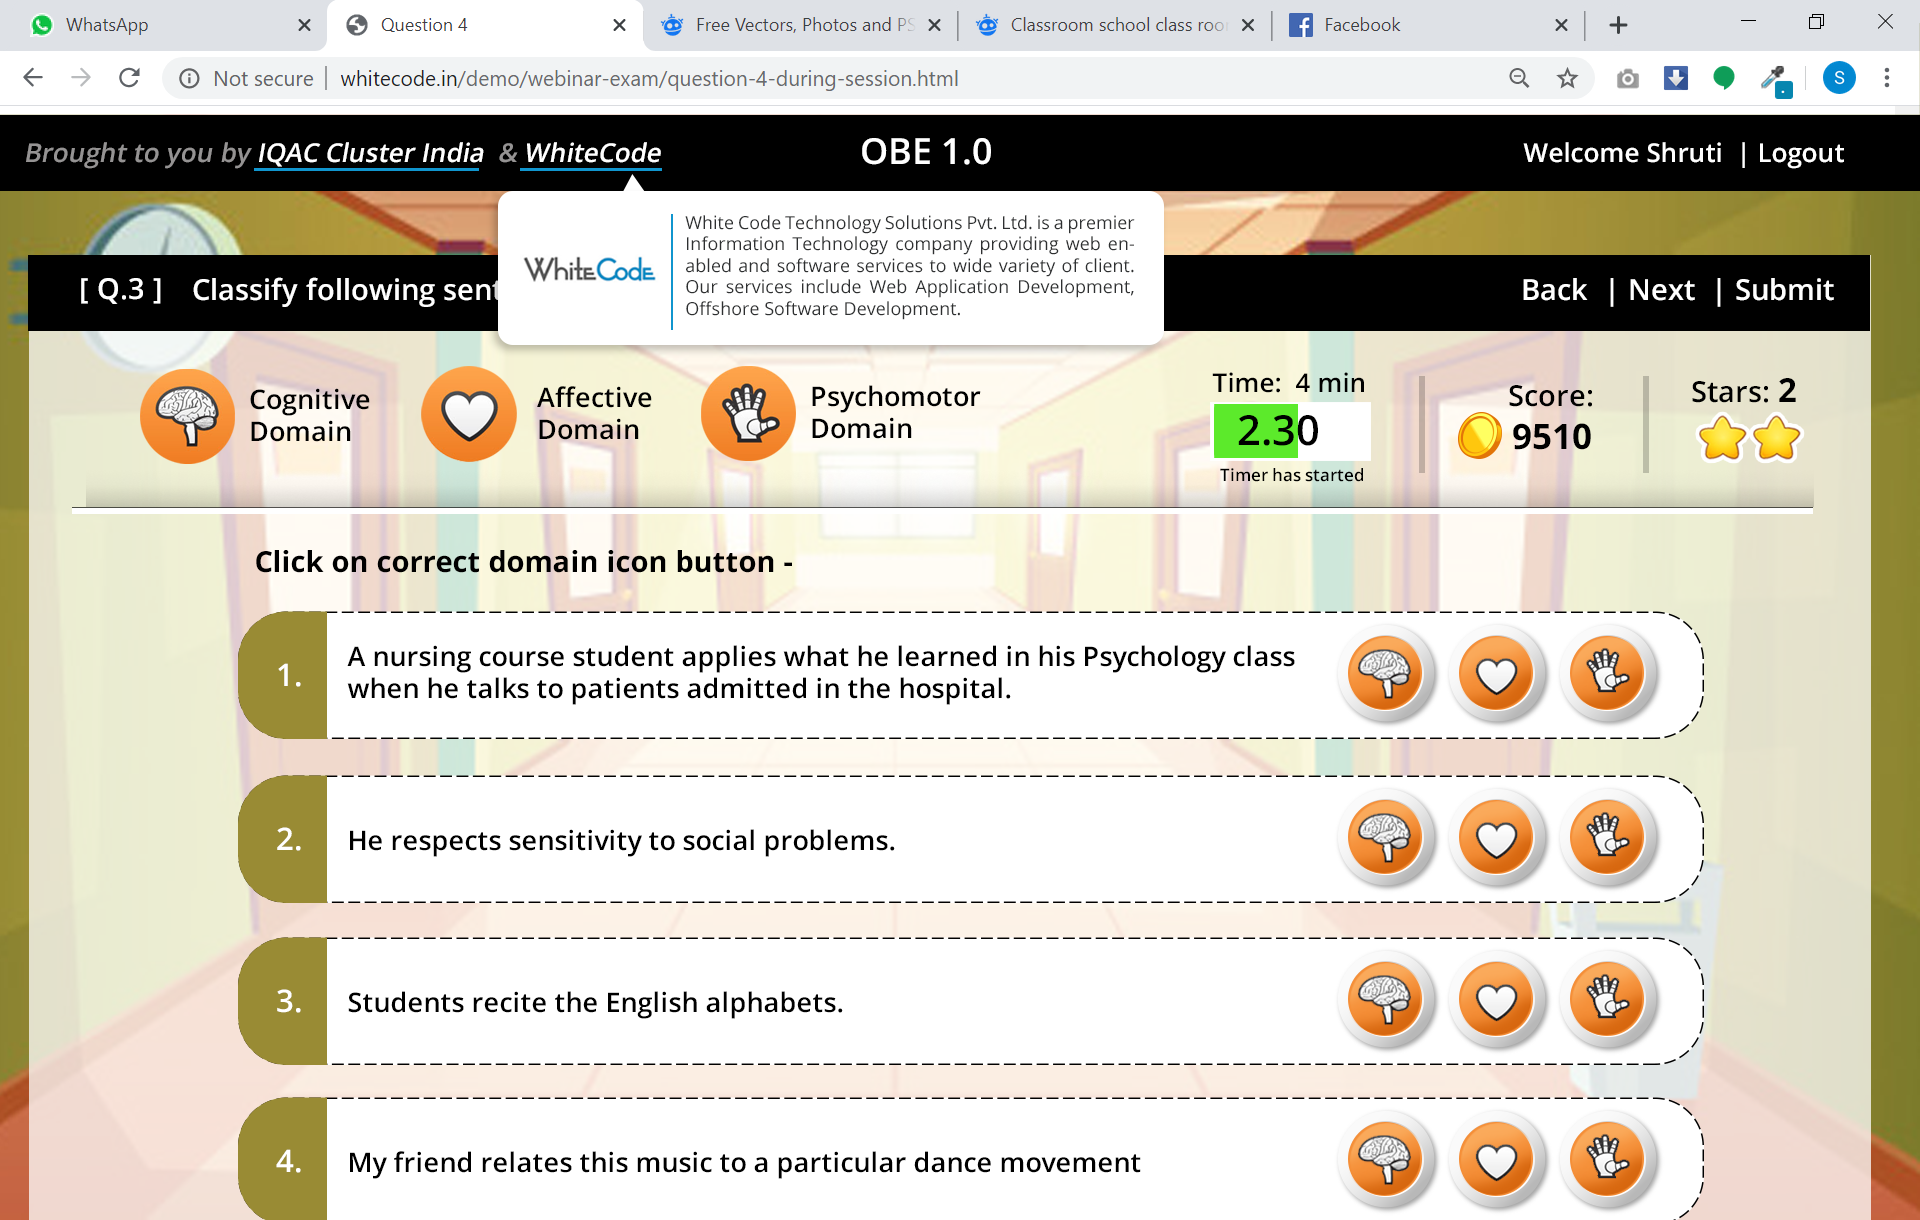 WhatsApp
Question 4
Free Vectors, Photos and PS
Classroom school class roo
Facebook
Not secure
whitecode.in/demo/webinar-exam/question-4-during-session.html
S
Brought to you by IQAC Cluster India & WhiteCode
OBE 1.0
Welcome Shruti | Logout
WhiteCode
White Code Technology Solutions Pvt. Ltd. is a premier
Information Technology company providing web en-
abled and software services to wide variety of client.
Our services include Web Application Development,
Offshore Software Development.
[ Q.3 ] Classify following sent
Back | Next | Submit
Cognitive
Domain
Affective
Domain
Psychomotor
Domain
Time: 4 min
2.30
Timer has started
Score:
9510
Stars: 2
Click on correct domain icon button -
1.
A nursing course student applies what he learned in his Psychology class
when he talks to patients admitted in the hospital.
2.
He respects sensitivity to social problems.
3.
Students recite the English alphabets.
4.
My friend relates this music to a particular dance movement